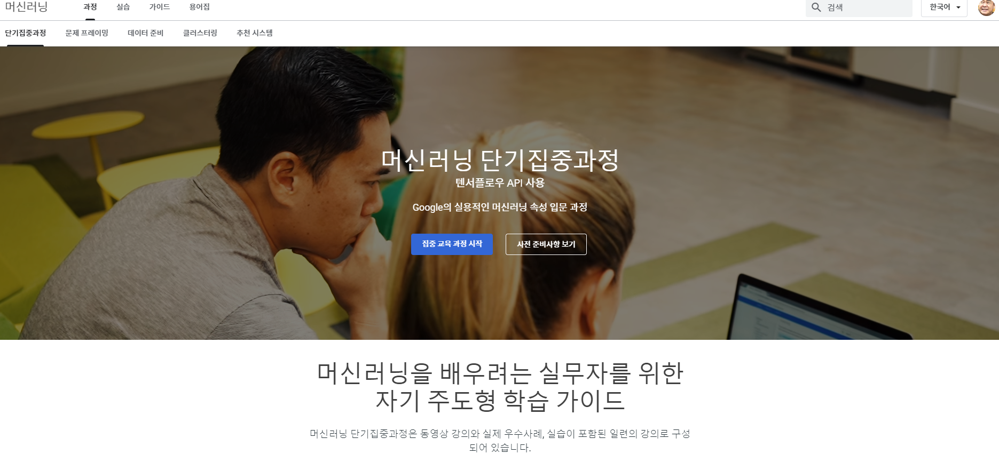 머신러닝
과정
실습
가이드
용어집
검색
한국어
단기집중과정
문제 프레이밍
데이터 준비
클러스터링
추천 시스템
머신러닝 단기집중과정
텐서플로우 API 사용
Google의 실용적인 머신러닝 속성 입문 과정
집중 교육 과정 시작
사전 준비사항 보기
머신러닝을 배우려는 실무자를 위한
자기 주도형 학습 가이드
머신러닝 단기집중과정은 동영상 강의와 실제 우수사례, 실습이 포함된 일련의 강의로 구성
되어 있습니다.